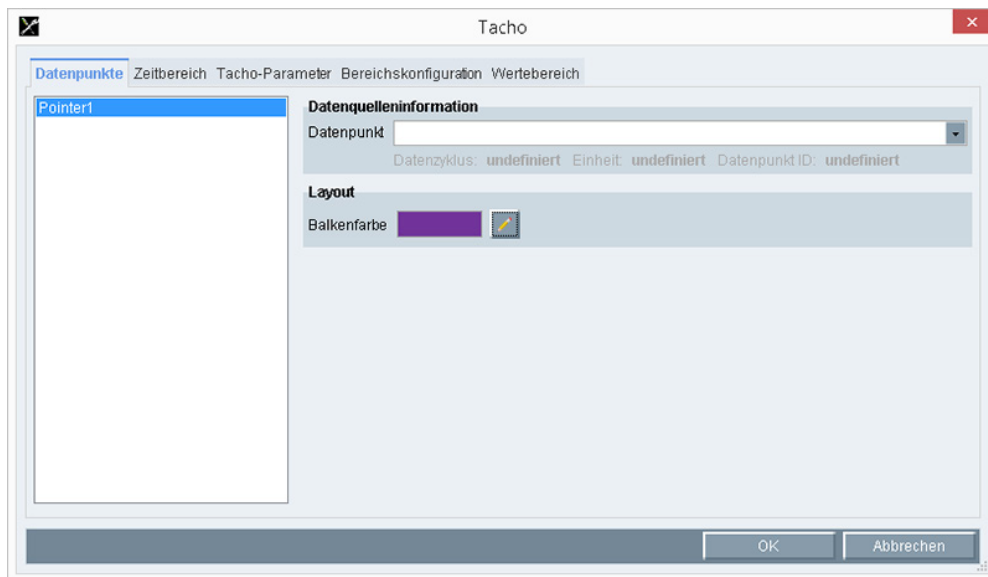 Tacho
Datenpunkte Zeitbereich Tacho-Parameter Bereichskonfiguration Wertebereich
Pointer1
Datenquelleninformation
Datenpunkt
Datenzyklus: undefiniert Einheit: undefiniert Datenpunkt ID: undefiniert
Layout
Balkenfarbe
OK Abbrechen